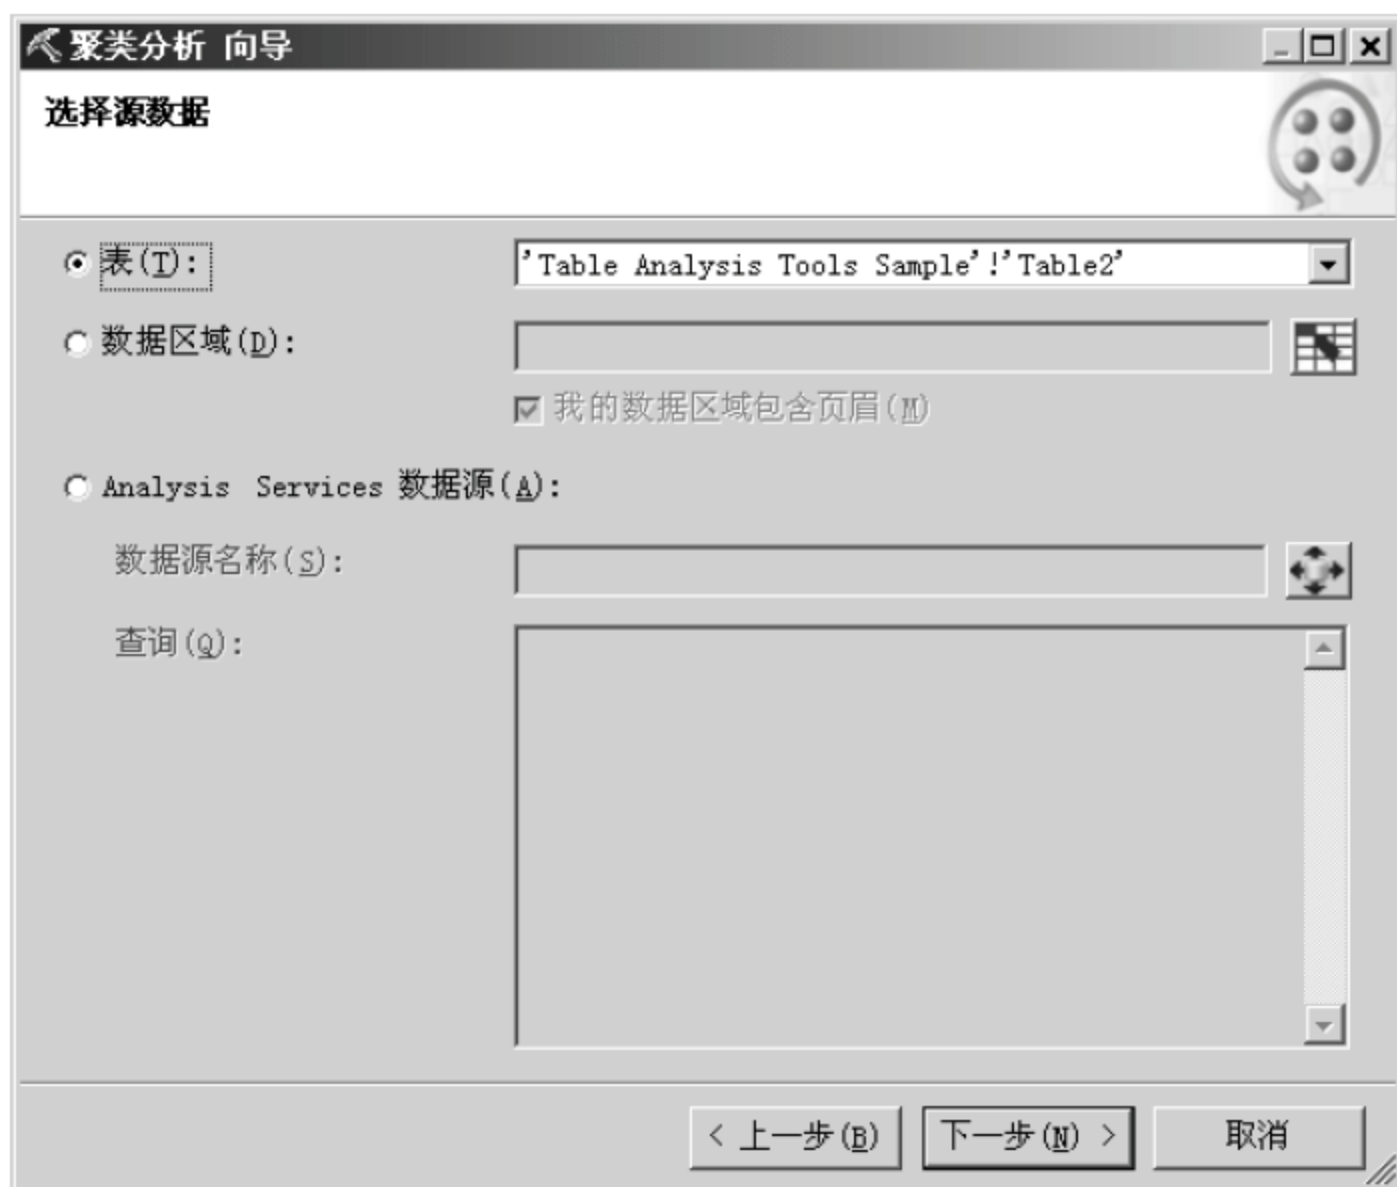 聚类分析 向导
选择源数据
表(T): 'Table Analysis Tools Sample'!'Table2'
数据区域(D):
我的数据区域包含页眉(M)
Analysis Services 数据源(A):
数据源名称(S):
查询(Q):
< 上一步(B) 下一步(N) > 取消